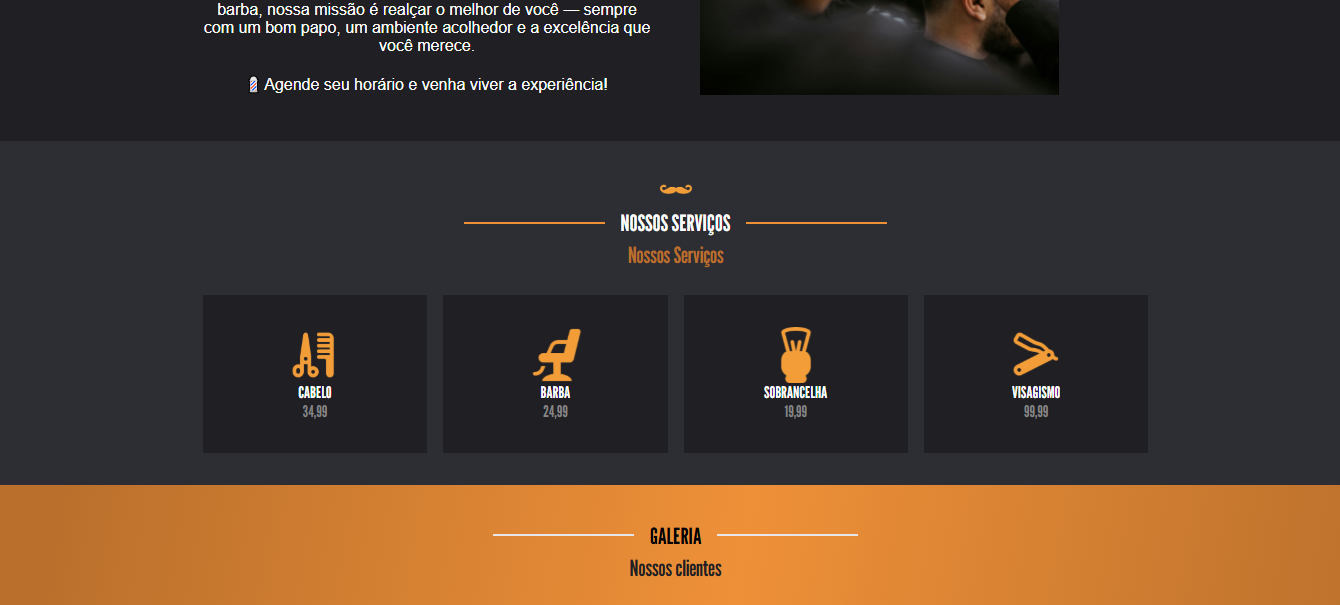 barba, nossa missão é realçar o melhor de você — sempre
com um bom papo, um ambiente acolhedor e a excelência que
você merece.
💈 Agende seu horário e venha viver a experiência!
NOSSOS SERVIÇOS
Nossos Serviços
CABELO
34,99
BARBA
24,99
SOBRANCELHA
19,99
VISAGISMO
99,99
GALERIA
Nossos clientes